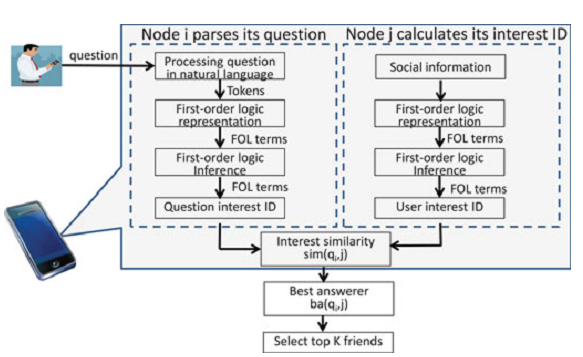 Node i parses its question
Node j calculates its interest ID
question
Processing question
in natural language
Tokens
First-order logic
representation
FOL terms
First-order logic
Inference
FOL terms
Question interest ID
Social information
First-order logic
representation
FOL terms
First-order logic
Inference
FOL terms
User interest ID
Interest similarity
sim(qᵢ,j)
Best answerer
ba(qᵢ,j)
Select top K friends